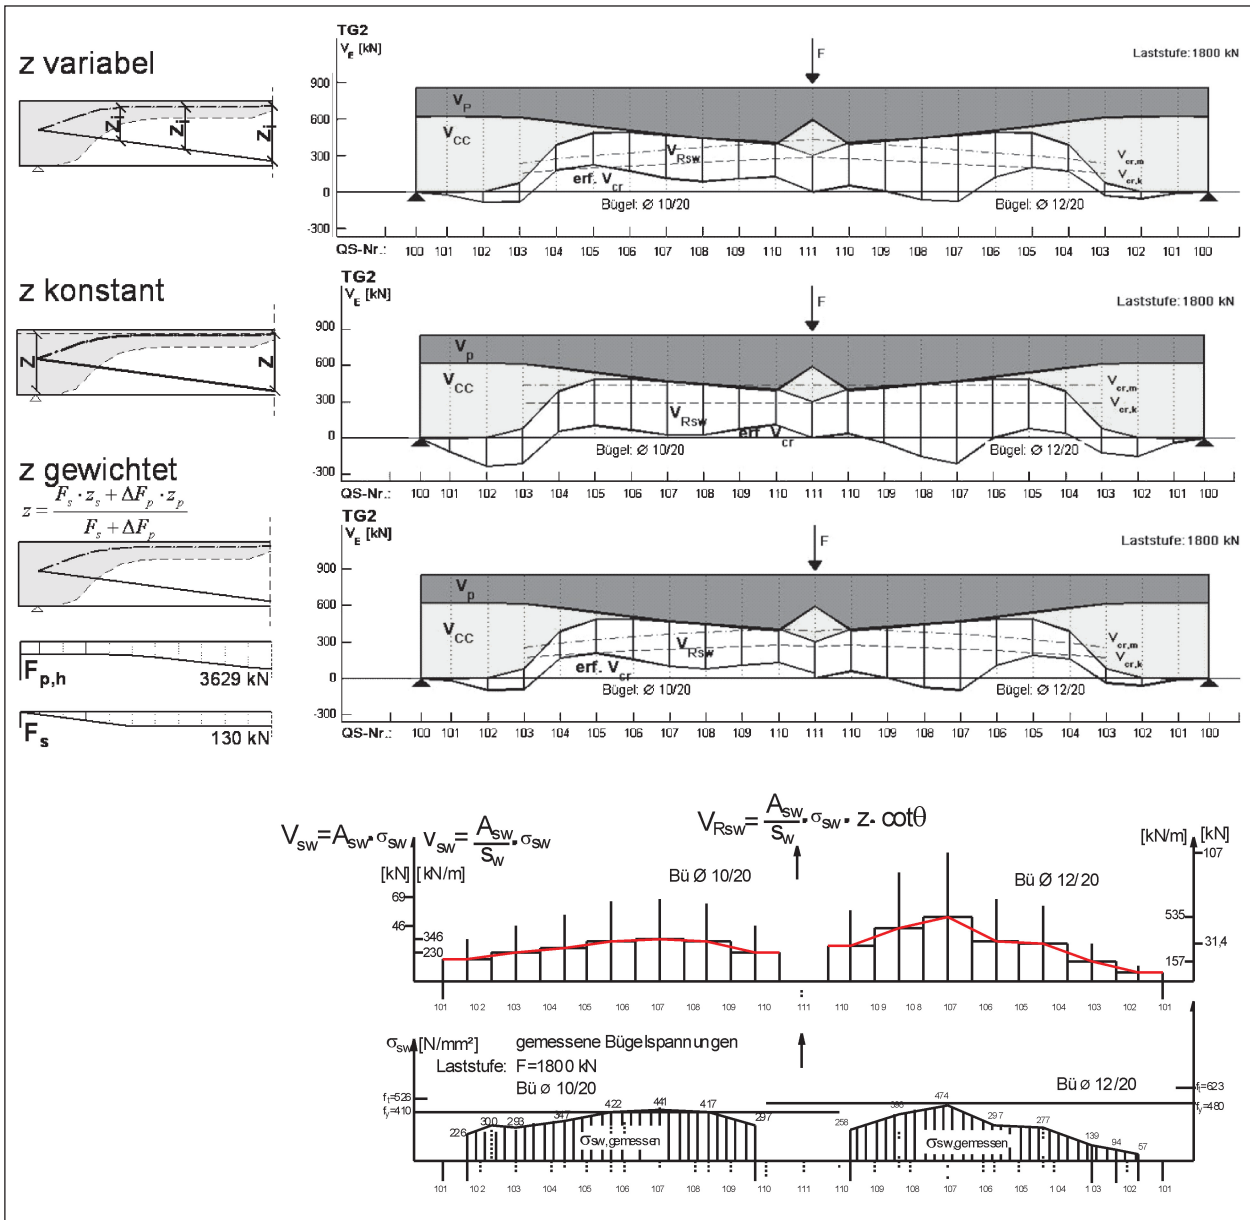 z variabel
z_i z_i z_i
TG2
V_E [kN]
F
Laststufe: 1800 kN
900
600
300
0
-300
V_P
V_CC
V_Rsw
erf. V_cr
V_cr,m
V_cr,k
Bügel: Ø 10/20
Bügel: Ø 12/20
QS-Nr.: 100 101 102 103 104 105 106 107 108 109 110 111 110 109 108 107 106 105 104 103 102 101 100
z konstant
z z
TG2
V_E [kN]
F
Laststufe: 1800 kN
900
600
300
0
-300
V_p
V_CC
V_Rsw
erf. V_cr
V_cr,m
V_cr,k
Bügel: Ø 10/20
Bügel: Ø 12/20
QS-Nr.: 100 101 102 103 104 105 106 107 108 109 110 111 110 109 108 107 106 105 104 103 102 101 100
z gewichtet
z = (F_s · z_s + ΔF_p · z_p) / (F_s + ΔF_p)
F_p,h 3629 kN
F_s 130 kN
TG2
V_E [kN]
F
Laststufe: 1800 kN
900
600
300
0
-300
V_p
V_CC
V_Rsw
erf. V_cr
V_cr,m
V_cr,k
Bügel: Ø 10/20
Bügel: Ø 12/20
QS-Nr.: 100 101 102 103 104 105 106 107 108 109 110 111 110 109 108 107 106 105 104 103 102 101 100
V_sw=A_sw·σ_sw v_sw=A_sw/s_w·σ_sw
V_Rsw=A_sw/s_w·σ_sw·z·cotθ
[kN] [kN/m]
[kN/m] [kN]
69
46
346
230
Bü Ø 10/20
Bü Ø 12/20
107
535
31,4
157
101 102 103 104 105 106 107 108 109 110 111 110 109 108 107 106 105 104 103 102 101
σ_sw [N/mm²] gemessene Bügelspannungen
Laststufe: F=1800 kN
Bü Ø 10/20
Bü Ø 12/20
f_t=526
f_y=410
f_t=623
f_y=480
226 300 293 347 422 441 417 297
258 395 474 297 277 139 94 57
σ_sw,gemessen
σ_sw,gemessen
101 102 103 104 105 106 107 108 109 110 111 110 109 108 107 106 105 104 103 102 101